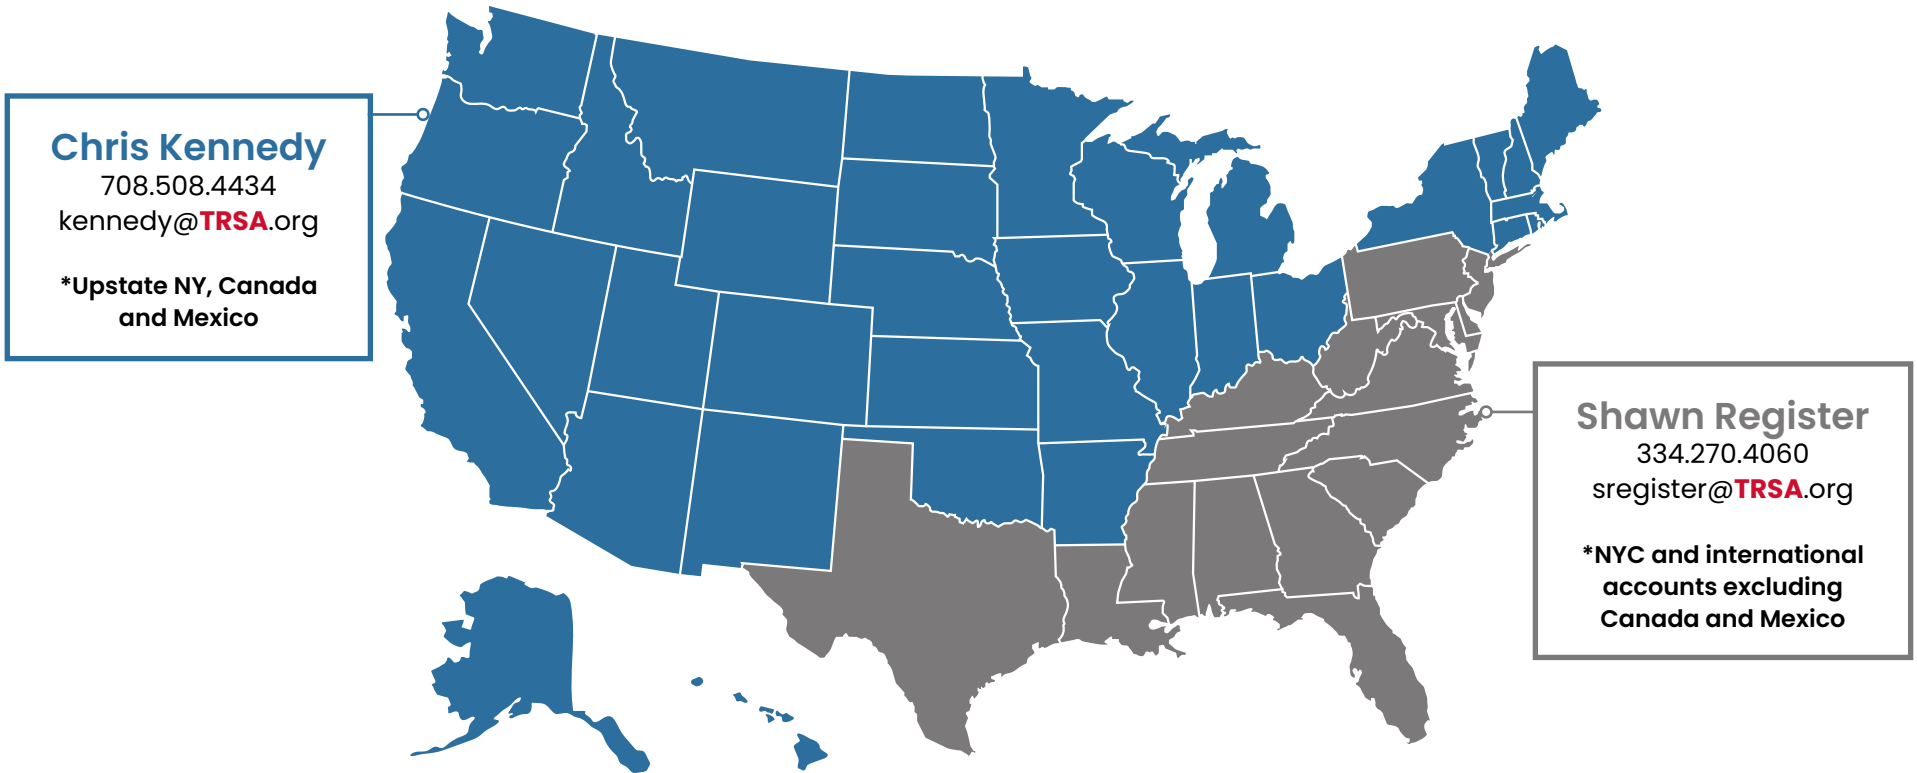 Chris Kennedy
708.508.4434
kennedy@TRSA.org
*Upstate NY, Canada
and Mexico
Shawn Register
334.270.4060
sregister@TRSA.org
*NYC and international
accounts excluding
Canada and Mexico